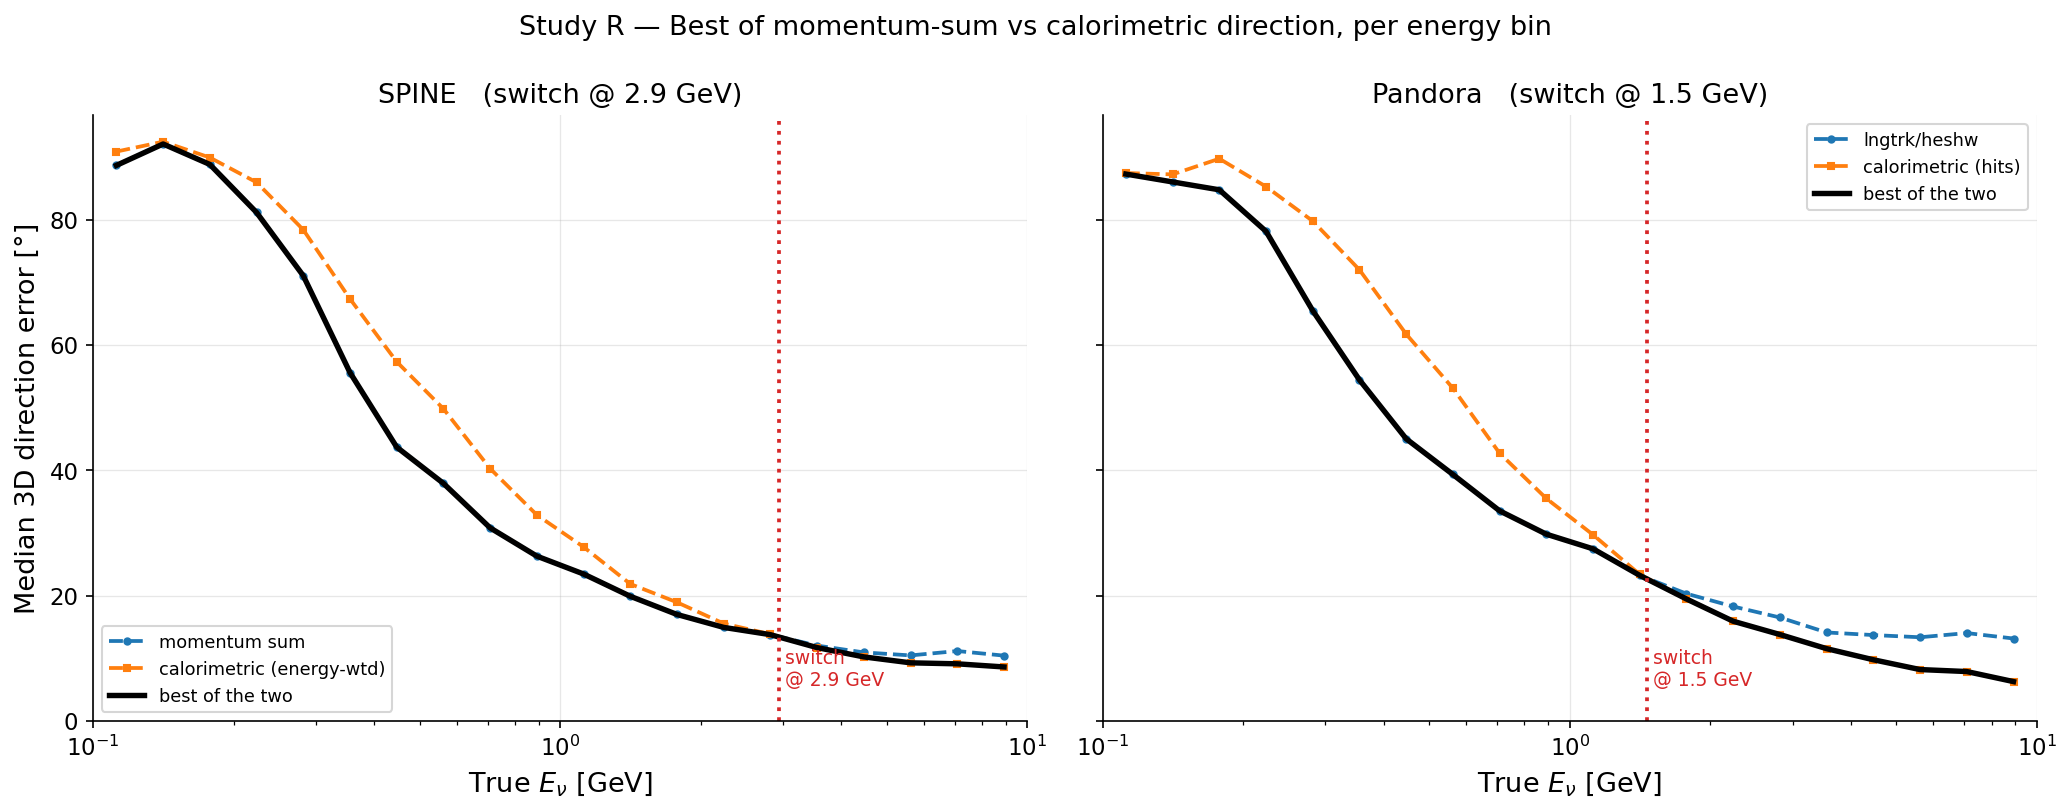 Study R — Best of momentum-sum vs calorimetric direction, per energy bin
SPINE   (switch @ 2.9 GeV)
Median 3D direction error [°]
80
60
40
20
0
momentum sum
calorimetric (energy-wtd)
best of the two
switch
@ 2.9 GeV
10⁻¹
10⁰
10¹
True E_ν [GeV]
Pandora   (switch @ 1.5 GeV)
lngtrk/heshw
calorimetric (hits)
best of the two
switch
@ 1.5 GeV
10⁻¹
10⁰
10¹
True E_ν [GeV]